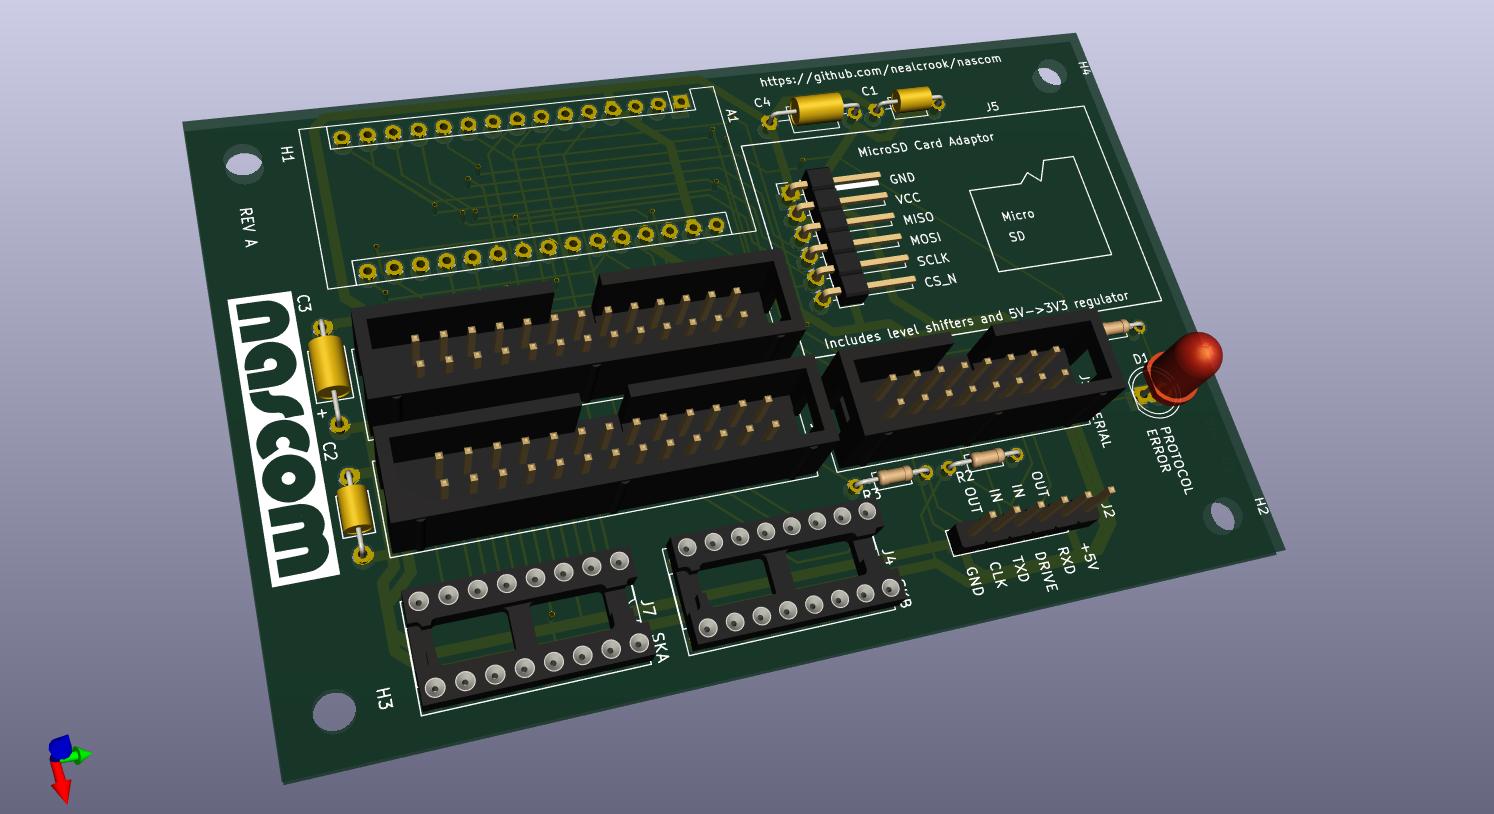 https://github.com/nealcrook/nascom
H4
C4
C1
J5
A1
H1
MicroSD Card Adaptor
GND
VCC
MISO
MOSI
SCLK
CS_N
Micro
SD
REV A
C3
+
C2
nascom
Includes level shifters and 5V->3V3 regulator
D1
PROTOCOL
ERROR
R3
R2
OUT
IN
IN
OUT
J2
H2
GND
CLK
TXD
DRIVE
RXD
+5V
J4
J7
SKA
H3